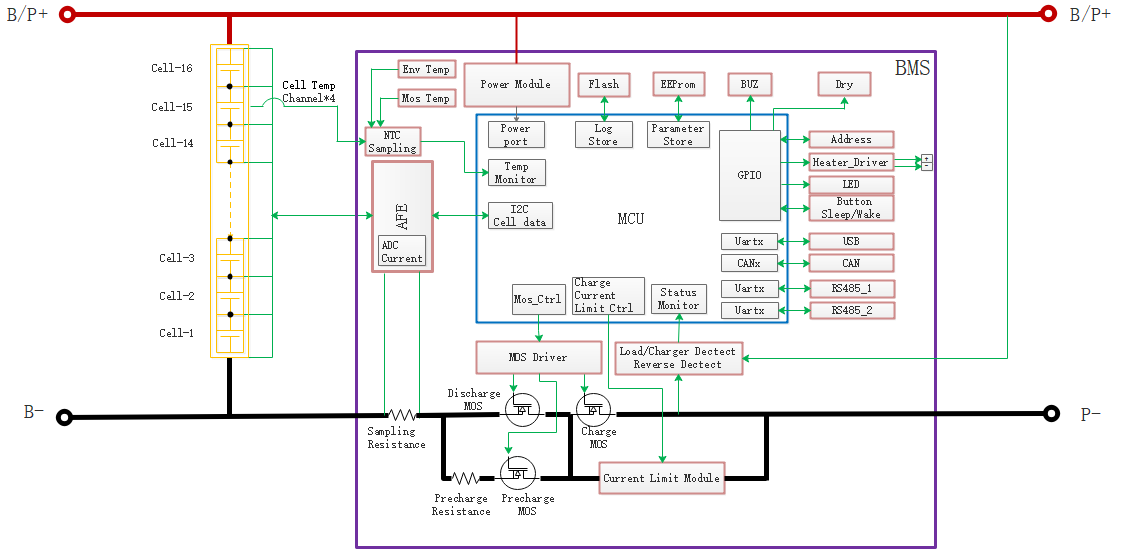 B/P+
B/P+
BMS
Cell-16
Cell-15
Cell-14
Cell-3
Cell-2
Cell-1
Cell Temp
Channel*4
Env Temp
Mos Temp
NTC
Sampling
Power Module
Flash
EEProm
BUZ
Dry
Power
port
Log
Store
Parameter
Store
Temp
Monitor
I2C
Cell data
AFE
ADC
Current
MCU
GPIO
Address
Heater_Driver
+
-
LED
Button
Sleep/Wake
Uartx
USB
CANx
CAN
Uartx
RS485_1
Uartx
RS485_2
Mos_Ctrl
Charge
Current
Limit Ctrl
Status
Monitor
MOS Driver
Load/Charger Dectect
Reverse Dectect
B-
P-
Discharge
MOS
Charge
MOS
Sampling
Resistance
Precharge
Resistance
Precharge
MOS
Current Limit Module